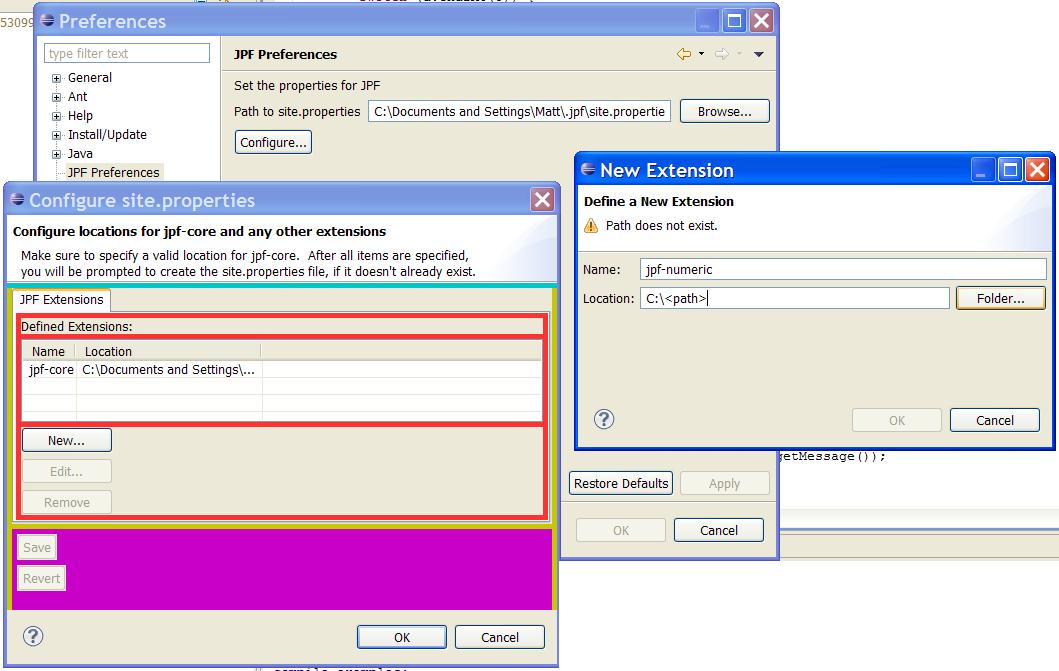 53099
Preferences
type filter text
General
Ant
Help
Install/Update
Java
JPF Preferences
JPF Preferences
Set the properties for JPF
Path to site.properties C:\Documents and Settings\Matt\.jpf\site.propertie Browse...
Configure...
Restore Defaults Apply
OK Cancel
Configure site.properties
Configure locations for jpf-core and any other extensions
Make sure to specify a valid location for jpf-core. After all items are specified,
you will be prompted to create the site.properties file, if it doesn't already exist.
JPF Extensions
Defined Extensions:
Name Location
jpf-core C:\Documents and Settings\...
New...
Edit...
Remove
Save
Revert
OK Cancel
New Extension
Define a New Extension
Path does not exist.
Name: jpf-numeric
Location: C:\<path> Folder...
OK Cancel
getMessage());